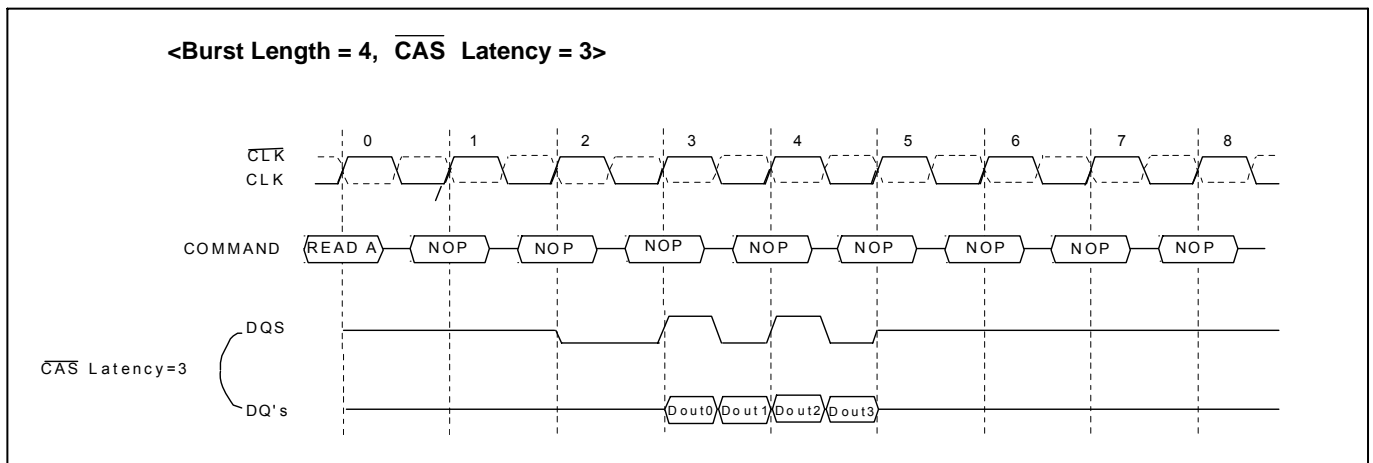 <Burst Length = 4, CAS Latency = 3>
0 1 2 3 4 5 6 7 8
CLK
CLK
COMMAND READ A NOP NOP NOP NOP NOP NOP NOP NOP
DQS
CAS Latency=3
DQ's Dout0 Dout1 Dout2 Dout3